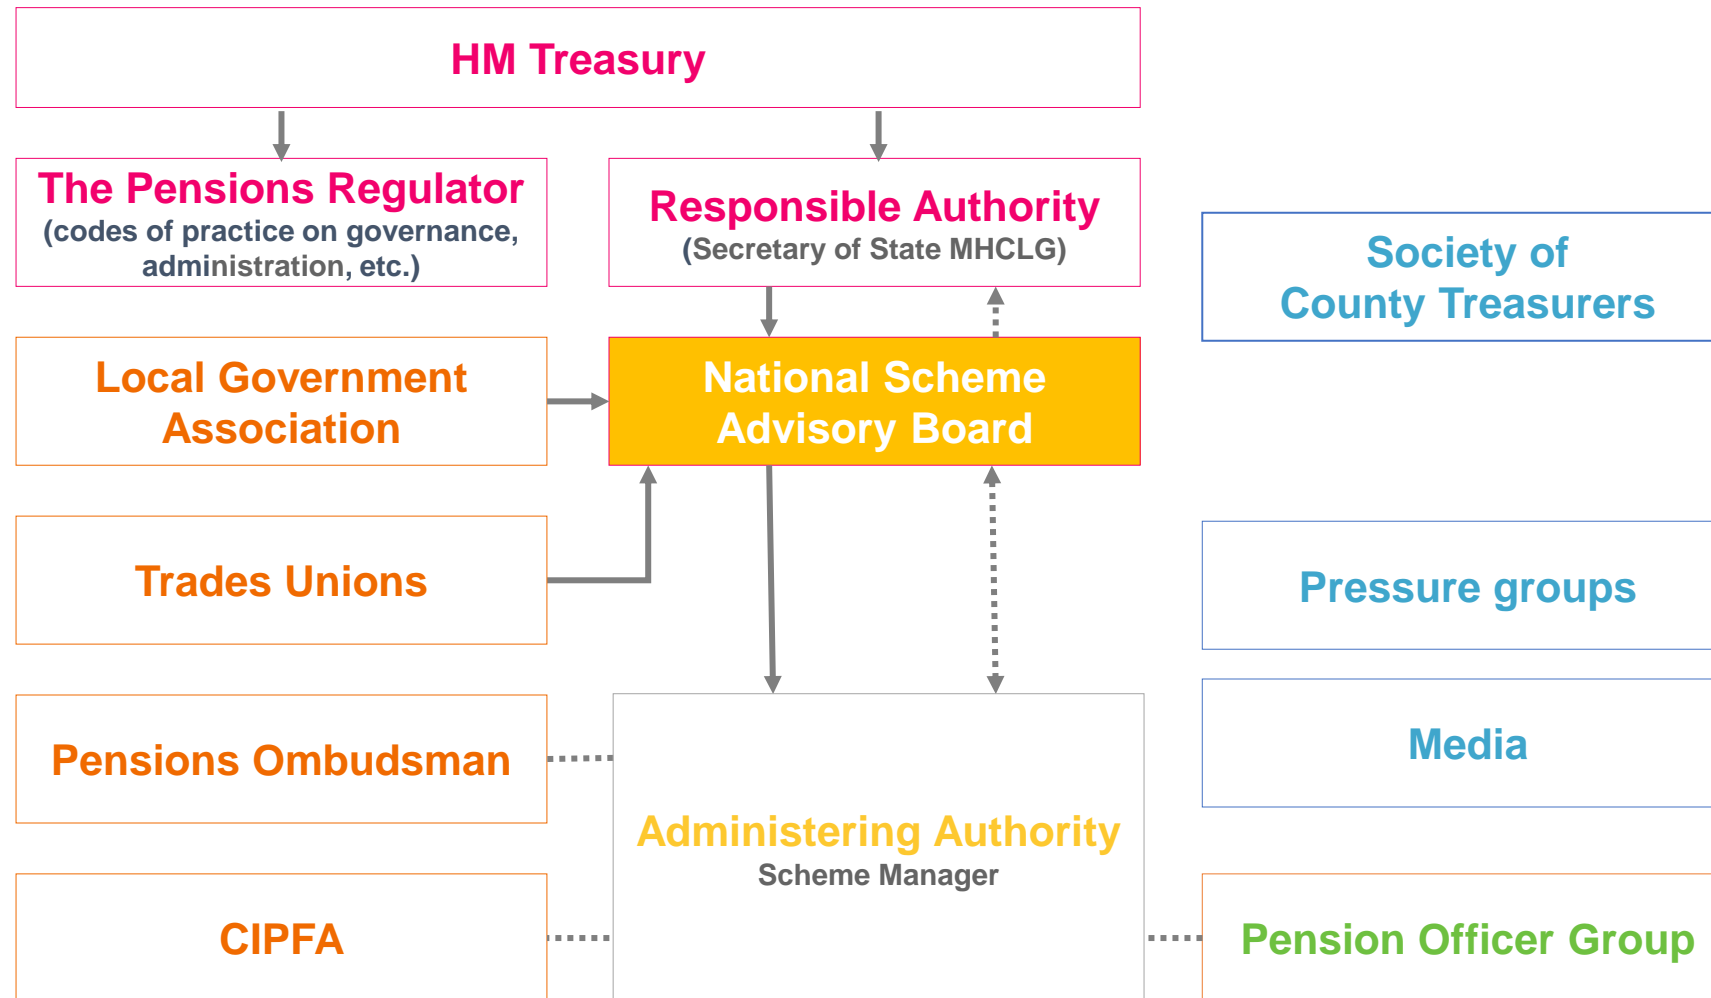 HM Treasury
The Pensions Regulator
(codes of practice on governance,
administration, etc.)
Responsible Authority
(Secretary of State MHCLG)
Society of
County Treasurers
Local Government
Association
National Scheme
Advisory Board
Trades Unions
Pressure groups
Pensions Ombudsman
Media
Administering Authority
Scheme Manager
CIPFA
Pension Officer Group